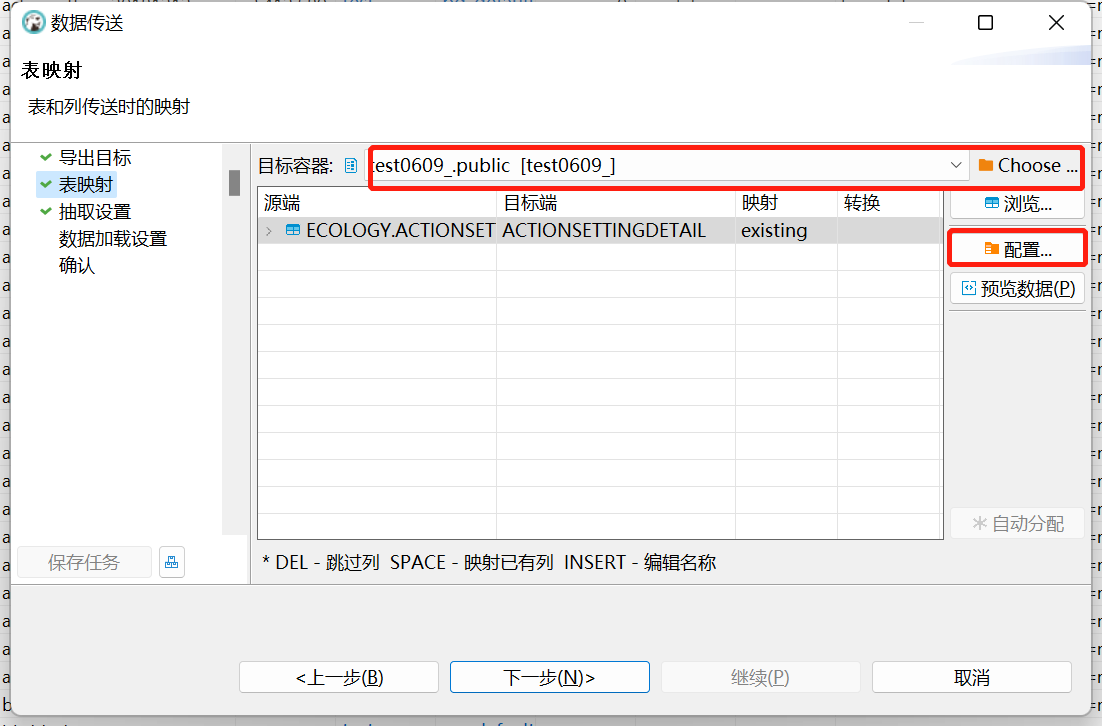 数据传送
表映射
表和列传送时的映射
导出目标
表映射
抽取设置
数据加载设置
确认
目标容器: test0609_.public [test0609_] Choose ...
源端 目标端 映射 转换
ECOLOGY.ACTIONSET ACTIONSETTINGDETAIL existing
浏览...
配置...
预览数据(P)
自动分配
* DEL - 跳过列 SPACE - 映射已有列 INSERT - 编辑名称
保存任务
<上一步(B) 下一步(N)> 继续(P) 取消